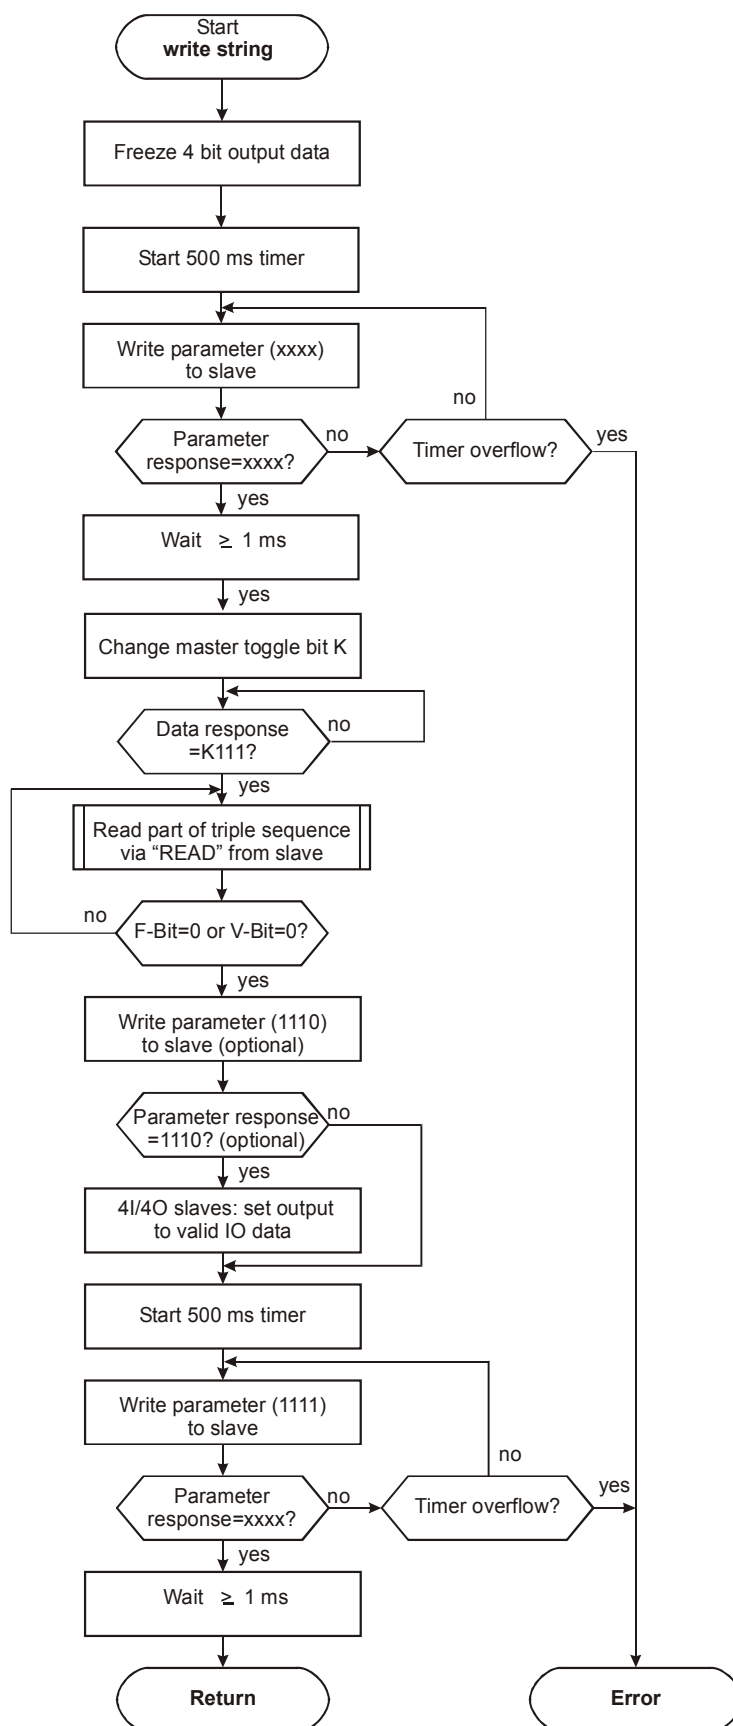 Start
write string
Freeze 4 bit output data
Start 500 ms timer
Write parameter (xxxx)
to slave
no
Parameter
response=xxxx?
no
Timer overflow?
yes
yes
Wait ≥ 1 ms
yes
Change master toggle bit K
Data response
=K111?
no
yes
Read part of triple sequence
via “READ” from slave
no
F-Bit=0 or V-Bit=0?
yes
Write parameter (1110)
to slave (optional)
Parameter response
=1110? (optional)
no
yes
4I/4O slaves: set output
to valid IO data
Start 500 ms timer
Write parameter (1111)
to slave
no
Parameter
response=xxxx?
no
Timer overflow?
yes
yes
Wait ≥ 1 ms
Return
Error